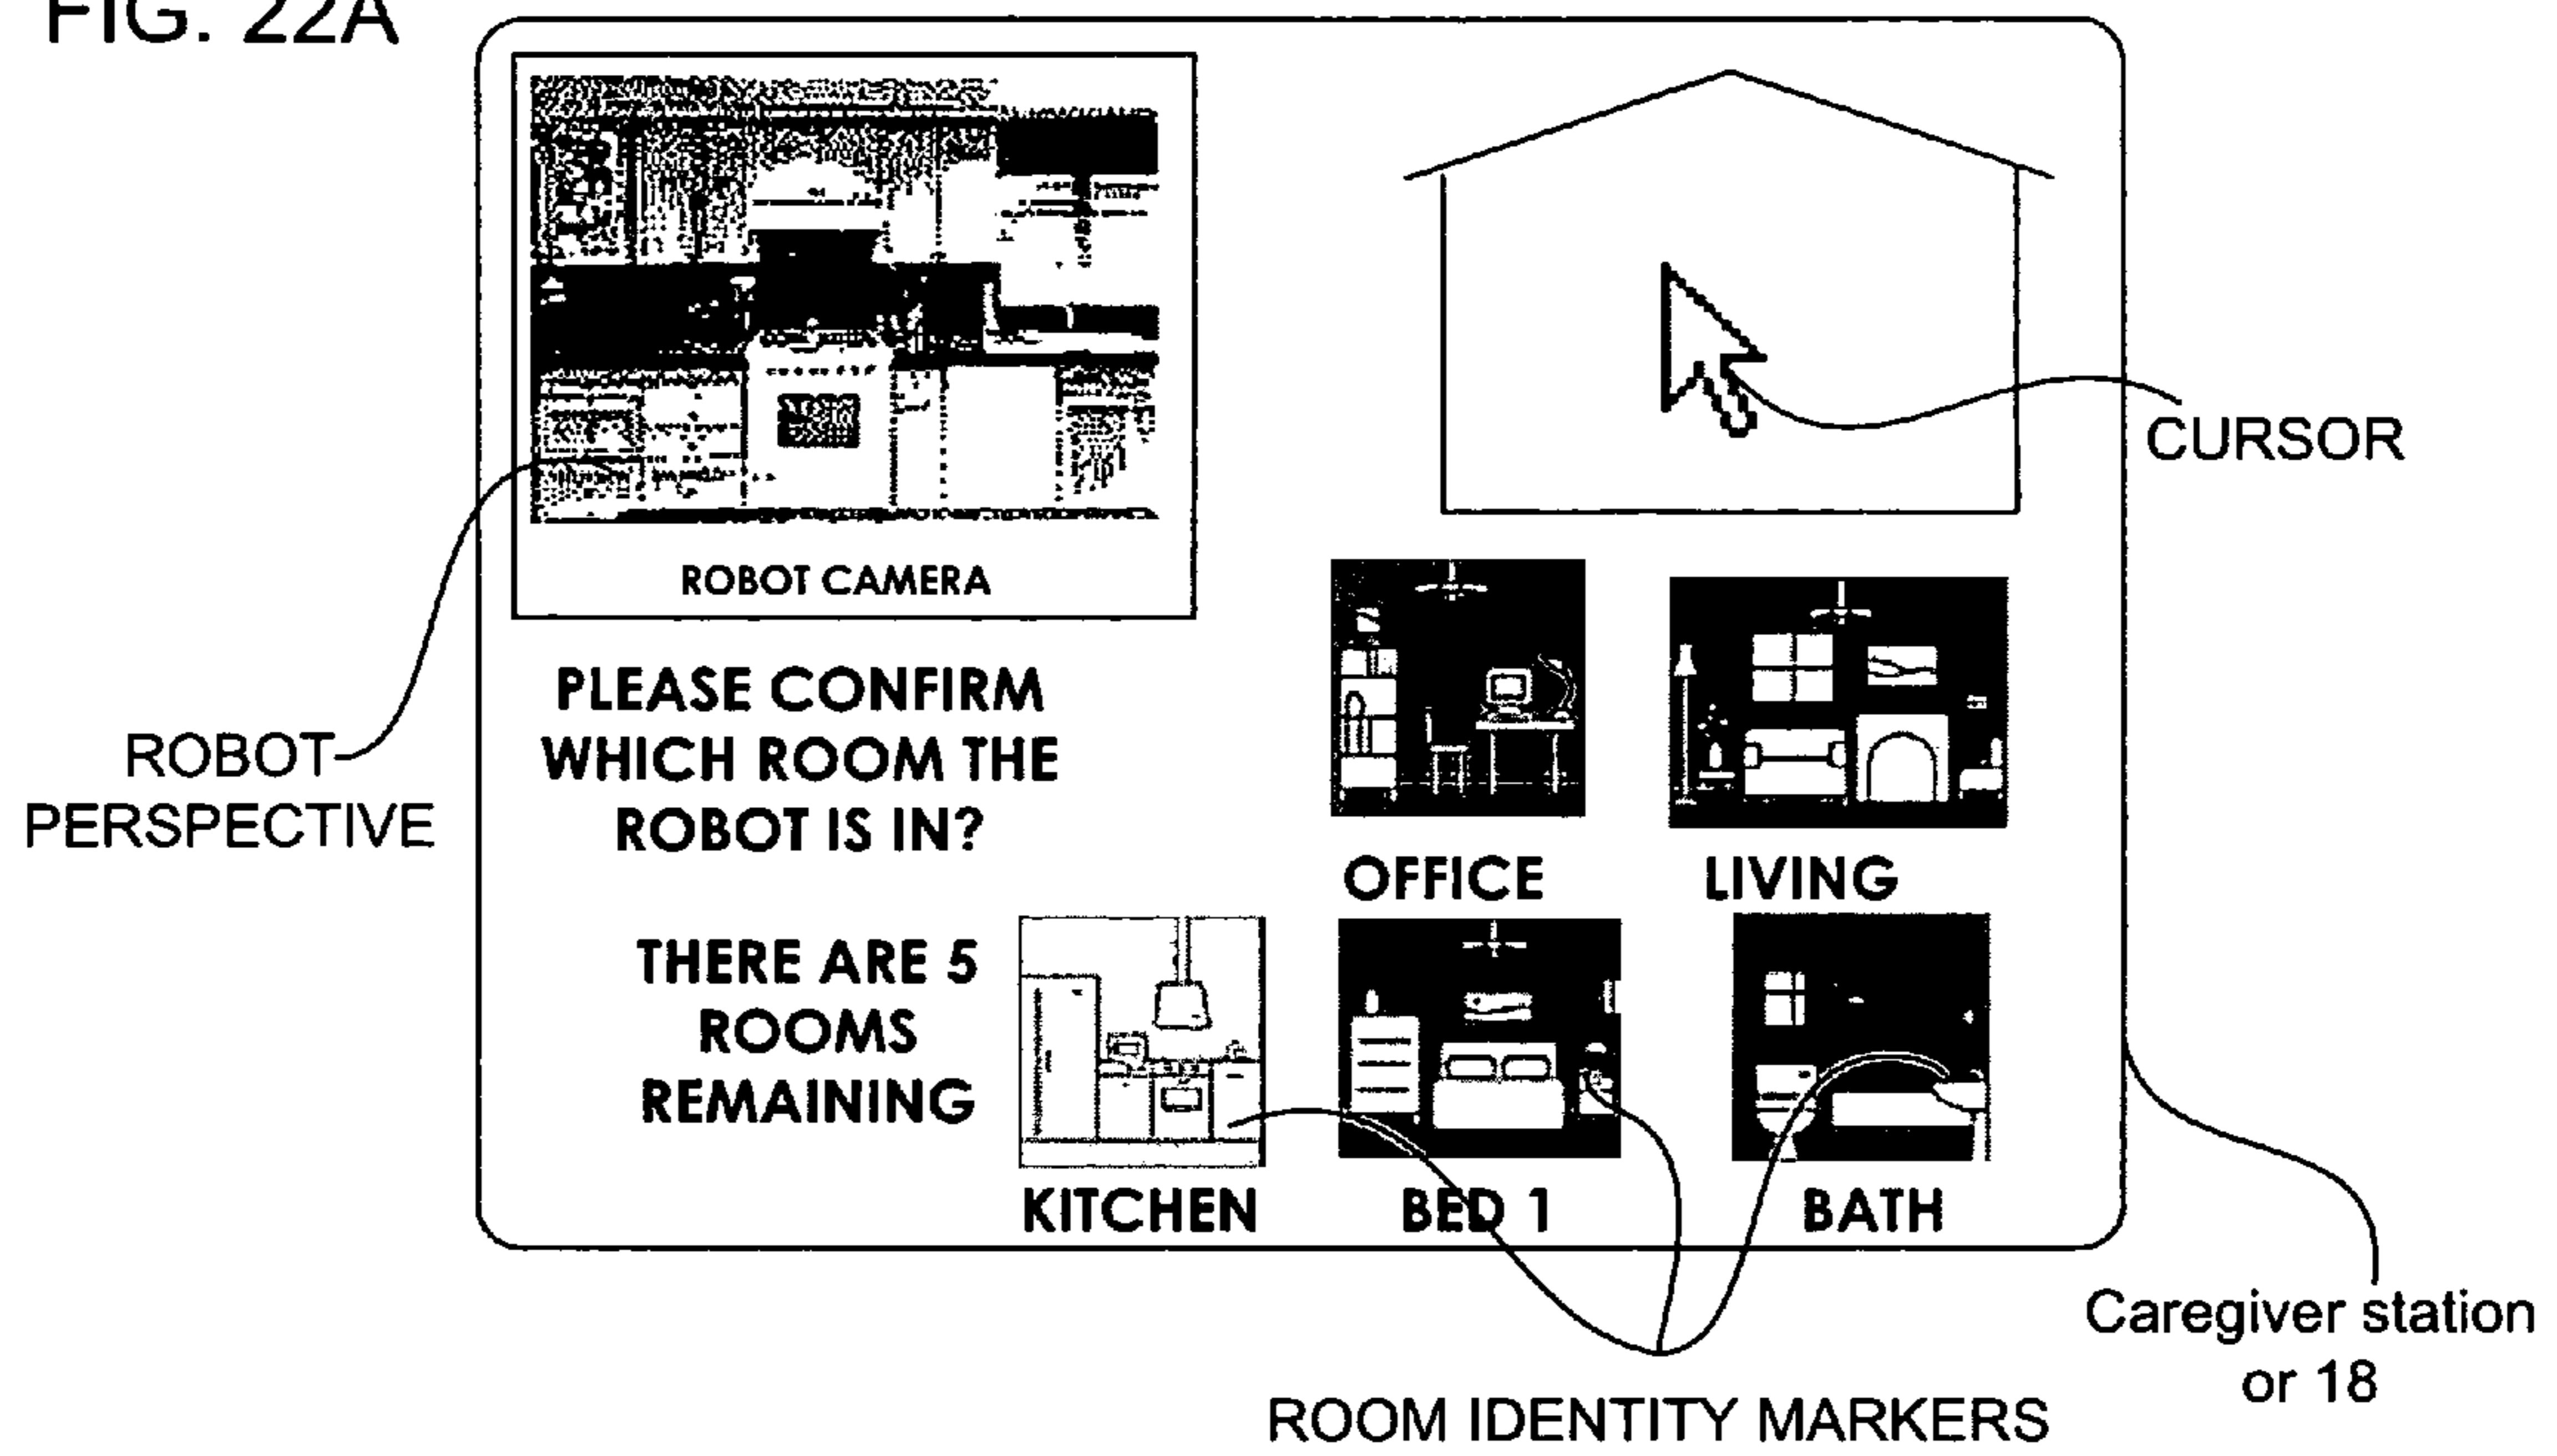 FIG. 22A
ROBOT CAMERA
CURSOR
PLEASE CONFIRM
WHICH ROOM THE
ROBOT IS IN?
ROBOT
PERSPECTIVE
OFFICE
LIVING
THERE ARE 5
ROOMS
REMAINING
KITCHEN
BED 1
BATH
Caregiver station
or 18
ROOM IDENTITY MARKERS